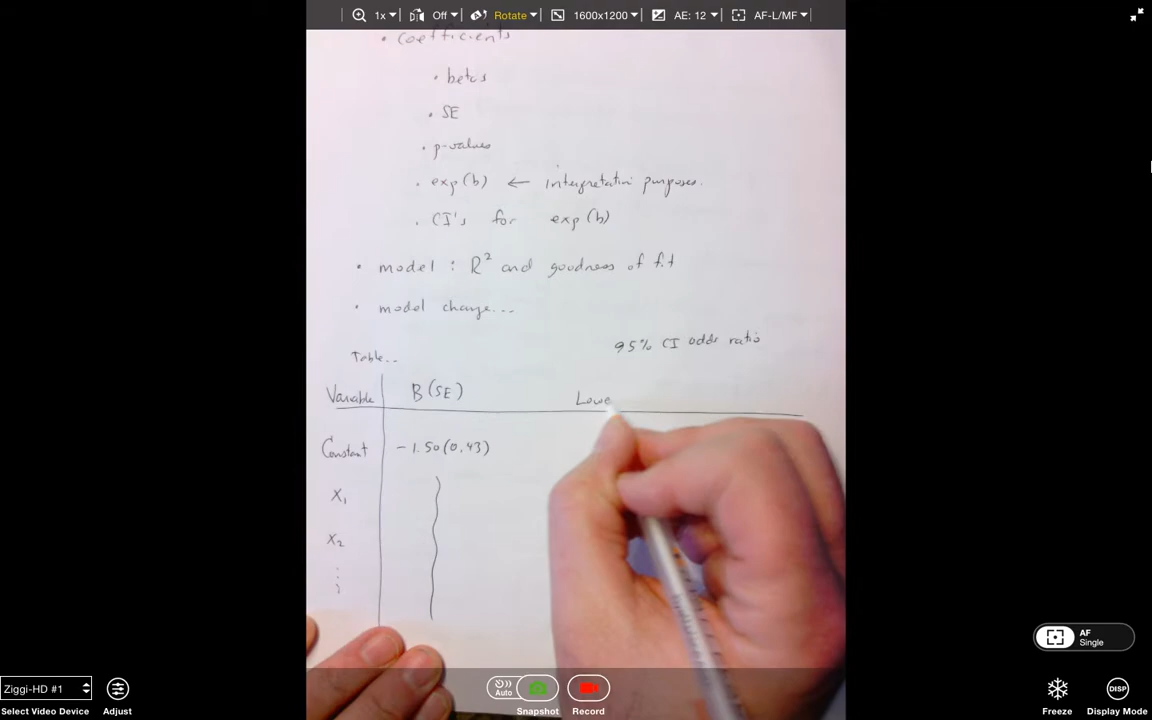 1x Off Rotate 1600x1200 AE: 12 AF-L/MF
• coefficients
• betas
• SE
• p-values
• exp(b) ← interpretation purposes.
• CI's for exp(b)
• model : R² and goodness of fit
• model change...
95% CI odds ratio
Table..
Variable B (SE) Lowe
Constant -1.50 (0.43)
X₁
X₂
⋮
AF
Single
Ziggi-HD #1
Auto
Select Video Device Adjust Snapshot Record Freeze Display Mode
DISP